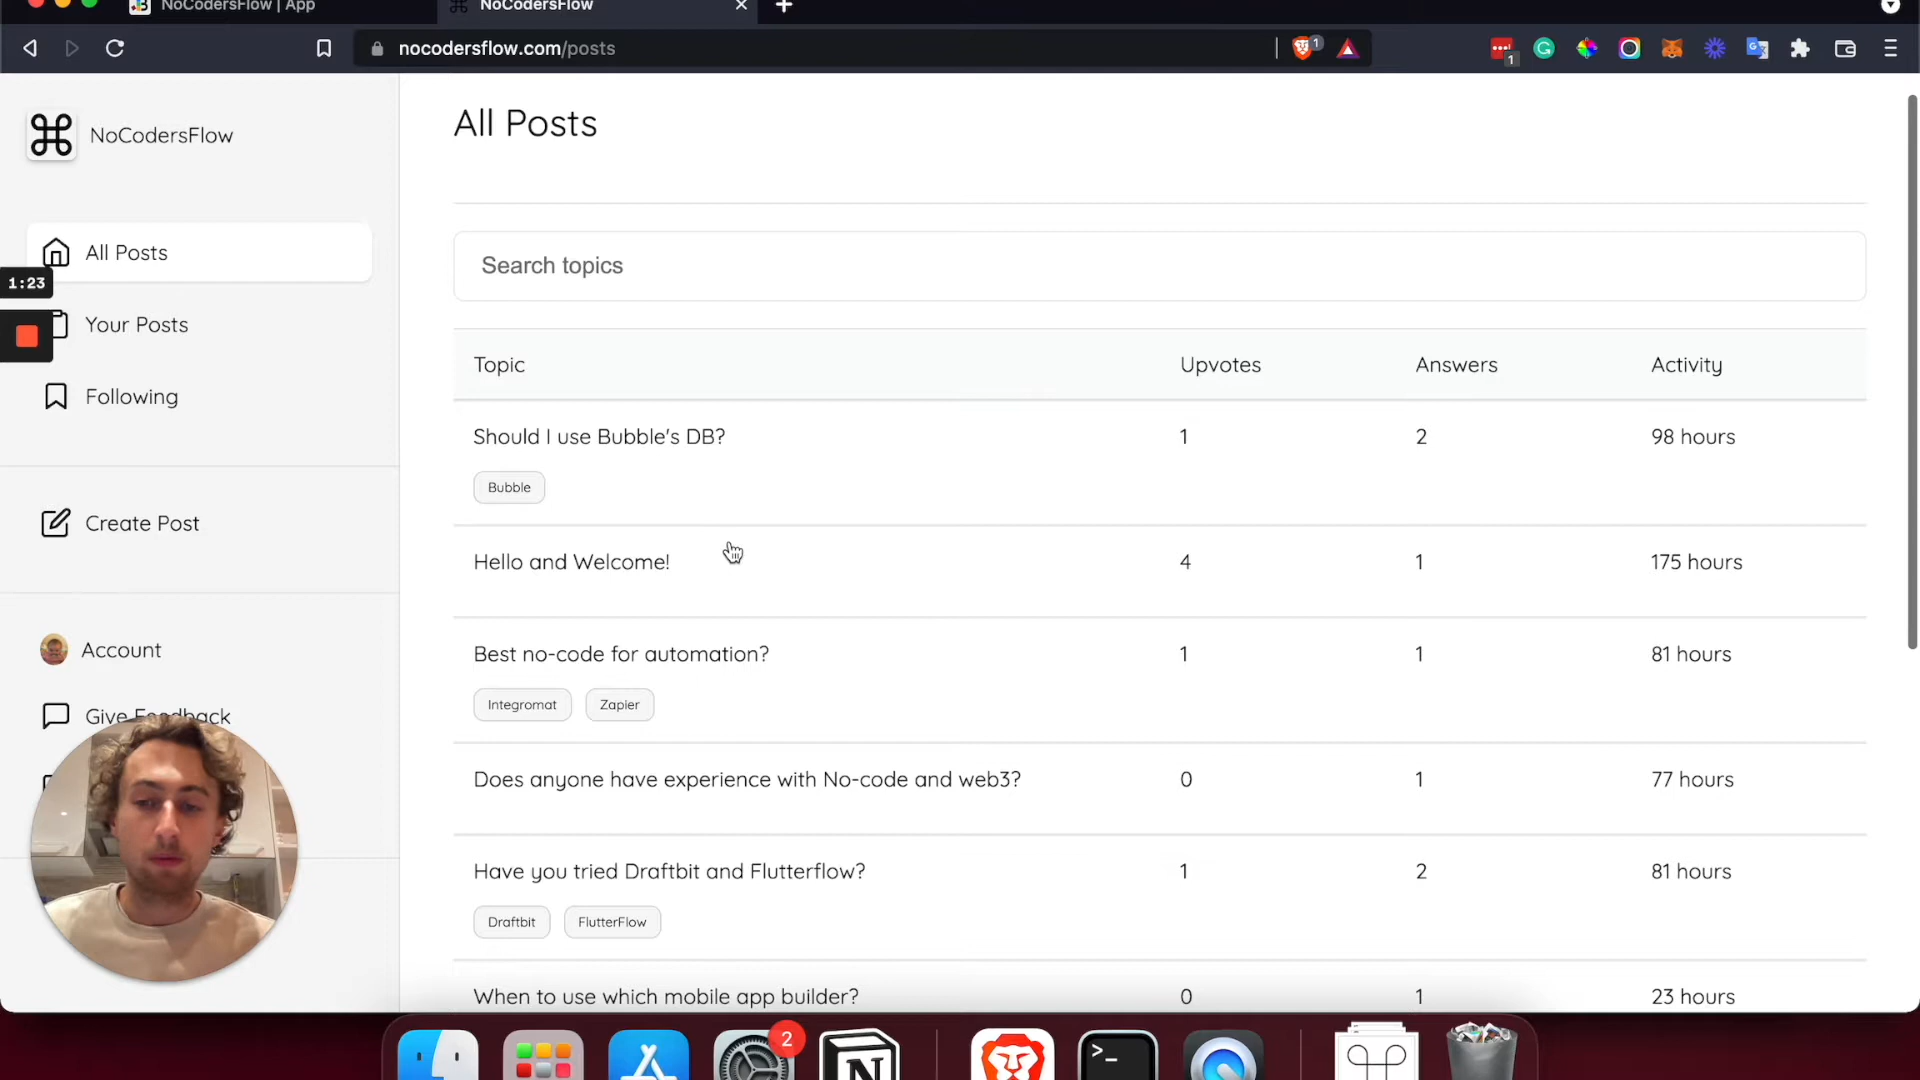 NoCodersFlow | App
NoCodersFlow
nocodersflow.com/posts
1
1
NoCodersFlow
All Posts
Your Posts
Following
Create Post
Account
Give Feedback
1:23
All Posts
Search topics
Topic Upvotes Answers Activity
Should I use Bubble's DB? 1 2 98 hours
Bubble
Hello and Welcome! 4 1 175 hours
Best no-code for automation? 1 1 81 hours
Integromat Zapier
Does anyone have experience with No-code and web3? 0 1 77 hours
Have you tried Draftbit and Flutterflow? 1 2 81 hours
Draftbit FlutterFlow
When to use which mobile app builder? 0 1 23 hours
2